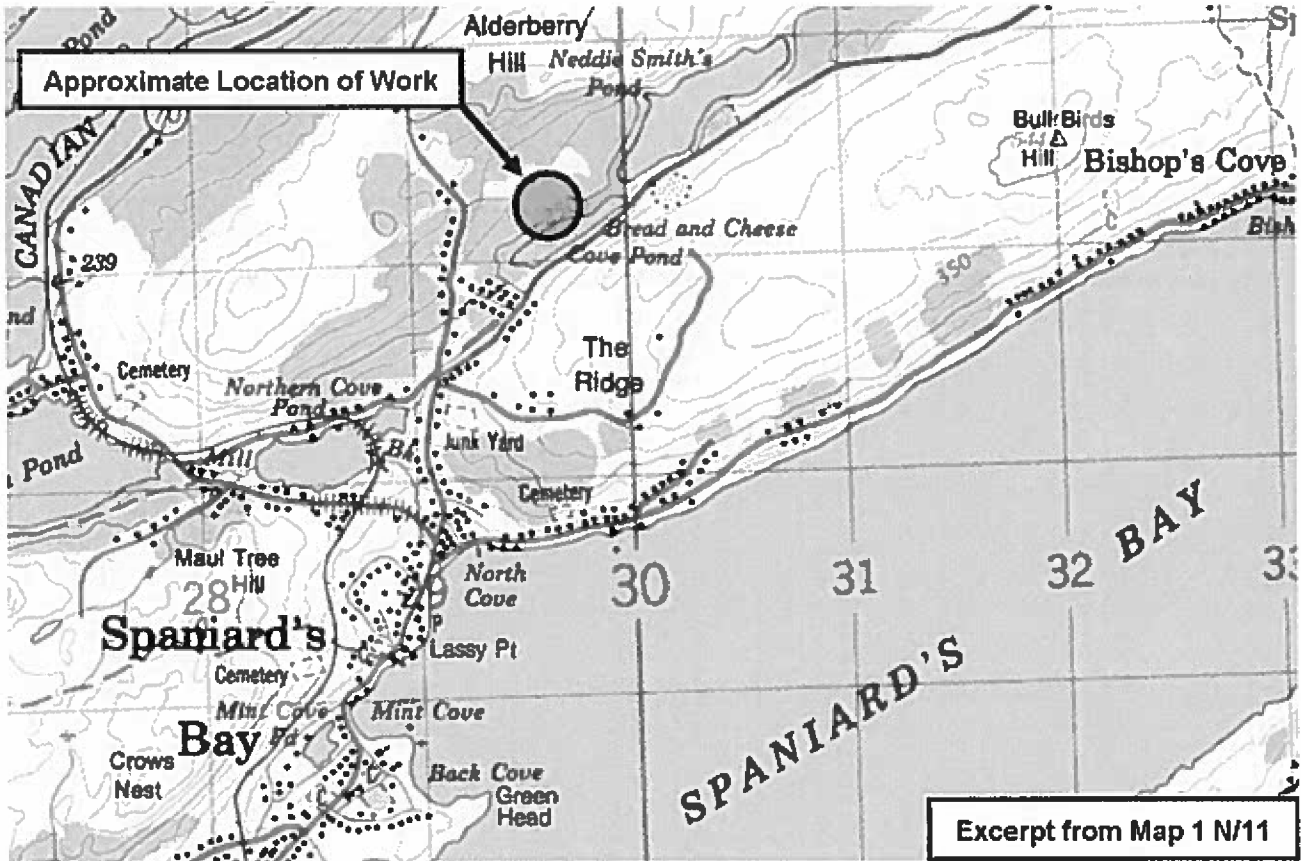 Alderberry
Hill
Neddie Smith's
Pond
Pond
Approximate Location of Work
CANADIAN
239
Bull Birds
Hill
Bishop's Cove
Bread and Cheese
Cove Pond
350
The
Ridge
Cemetery
Northern Cove
Pond
Junk Yard
Pond
Mill
Cemetery
Maul Tree
Hill
28
North
Cove
30
31
32
BAY
Spaniard's
Bay
P
Lassy Pt
Cemetery
Mint Cove
Pd
Mint Cove
SPANIARD'S
Crows
Nest
Back Cove
Green
Head
Excerpt from Map 1 N/11